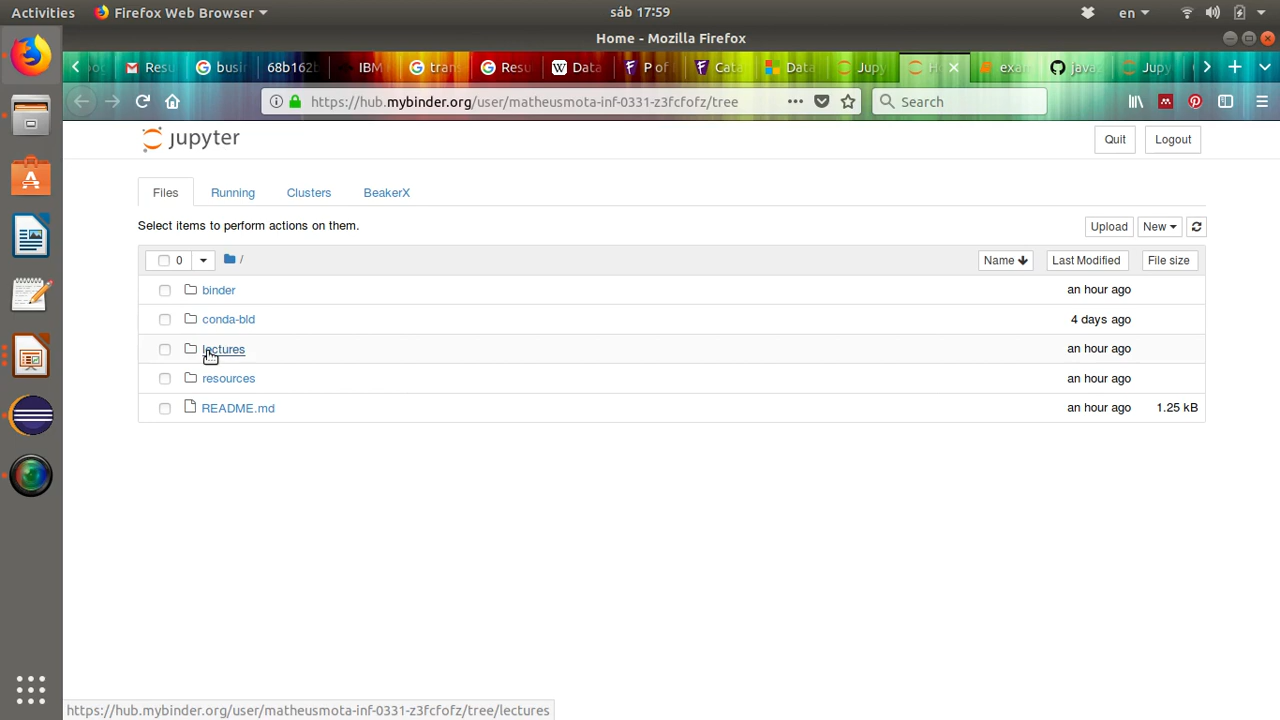 Activities Firefox Web Browser sáb 17:59 en
Home - Mozilla Firefox
Resu busi 68b162 IBM trans Resu Data P of Cata Data Jupy H exam java Jupy
https://hub.mybinder.org/user/matheusmota-inf-0331-z3fcfofz/tree Search
jupyter Quit Logout
Files Running Clusters BeakerX
Select items to perform actions on them. Upload New
0 / Name Last Modified File size
binder an hour ago
conda-bld 4 days ago
lectures an hour ago
resources an hour ago
README.md an hour ago 1.25 kB
https://hub.mybinder.org/user/matheusmota-inf-0331-z3fcfofz/tree/lectures